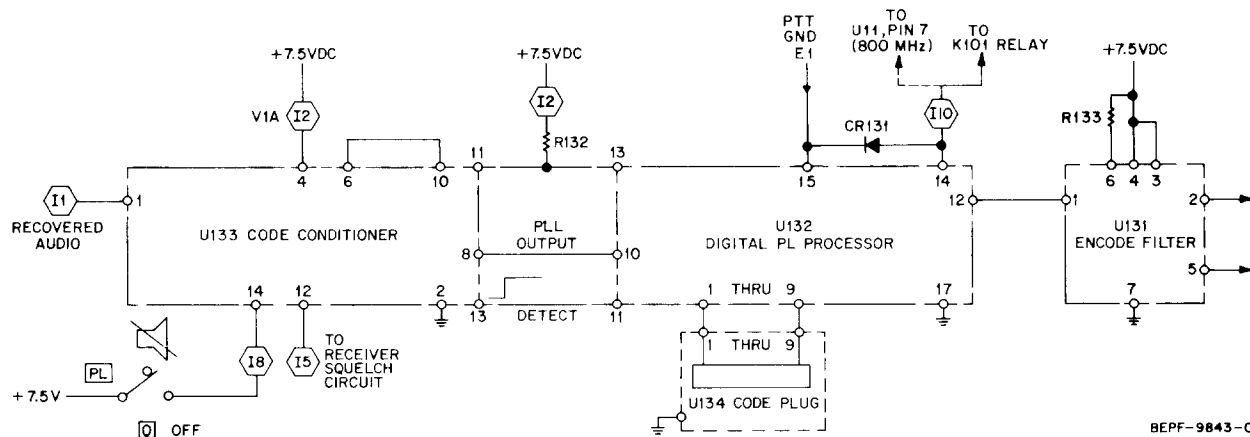 PTT
GND
E1
TO
U11, PIN 7
(800 MHz)
TO
K101 RELAY
+7.5VDC
V1A
I2
+7.5VDC
I2
R132
CR131
I10
+7.5VDC
R133
4
6
10
11
13
15
14
6
4
3
I1
RECOVERED
AUDIO
1
U133 CODE CONDITIONER
PLL
OUTPUT
8
10
U132
DIGITAL PL PROCESSOR
12
1
U131
ENCODE FILTER
2
5
14
12
2
13
DETECT
11
1 THRU 9
17
7
PL
+7.5V
O OFF
I8
I5
TO
RECEIVER
SQUELCH
CIRCUIT
1 THRU 9
U134 CODE PLUG